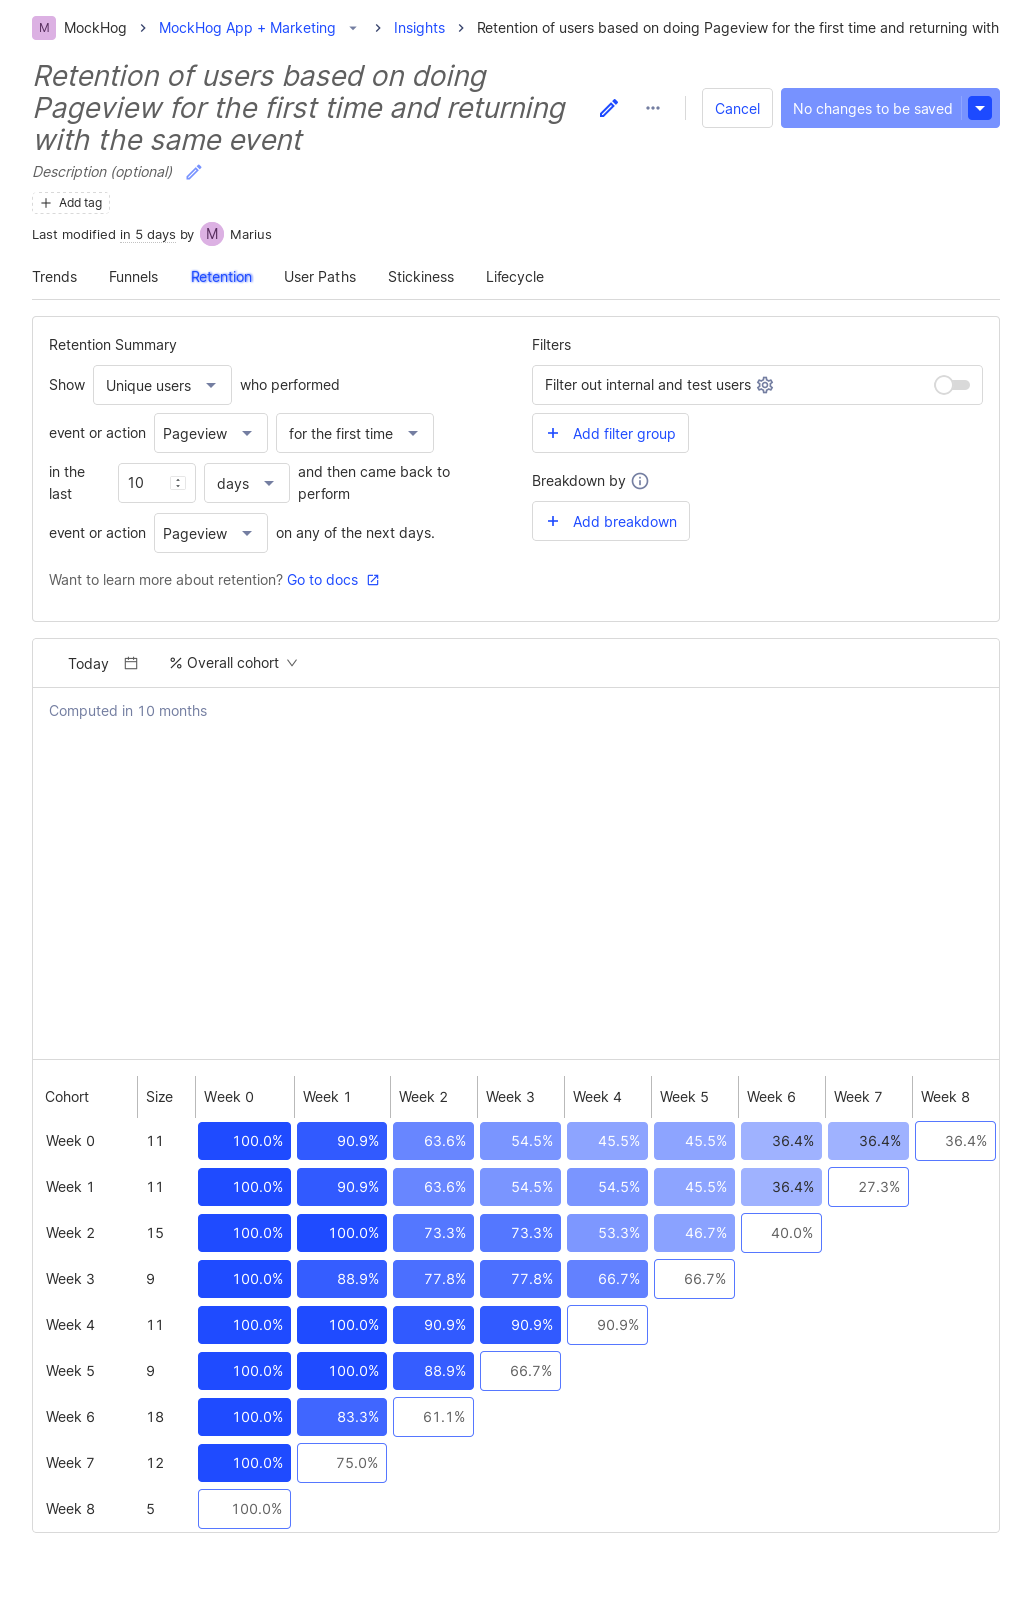 M MockHog > MockHog App + Marketing > Insights > Retention of users based on doing Pageview for the first time and returning with
Retention of users based on doing
Pageview for the first time and returning
with the same event
Cancel No changes to be saved
Description (optional)
+ Add tag
Last modified in 5 days by M Marius
Trends Funnels Retention User Paths Stickiness Lifecycle
Retention Summary
Show Unique users who performed
event or action Pageview for the first time
in the last 10 days and then came back to perform
event or action Pageview on any of the next days.
Want to learn more about retention? Go to docs
Filters
Filter out internal and test users
+ Add filter group
Breakdown by
+ Add breakdown
Today % Overall cohort
Computed in 10 months
Cohort Size Week 0 Week 1 Week 2 Week 3 Week 4 Week 5 Week 6 Week 7 Week 8
Week 0 11 100.0% 90.9% 63.6% 54.5% 45.5% 45.5% 36.4% 36.4% 36.4%
Week 1 11 100.0% 90.9% 63.6% 54.5% 54.5% 45.5% 36.4% 27.3%
Week 2 15 100.0% 100.0% 73.3% 73.3% 53.3% 46.7% 40.0%
Week 3 9 100.0% 88.9% 77.8% 77.8% 66.7% 66.7%
Week 4 11 100.0% 100.0% 90.9% 90.9% 90.9%
Week 5 9 100.0% 100.0% 88.9% 66.7%
Week 6 18 100.0% 83.3% 61.1%
Week 7 12 100.0% 75.0%
Week 8 5 100.0%